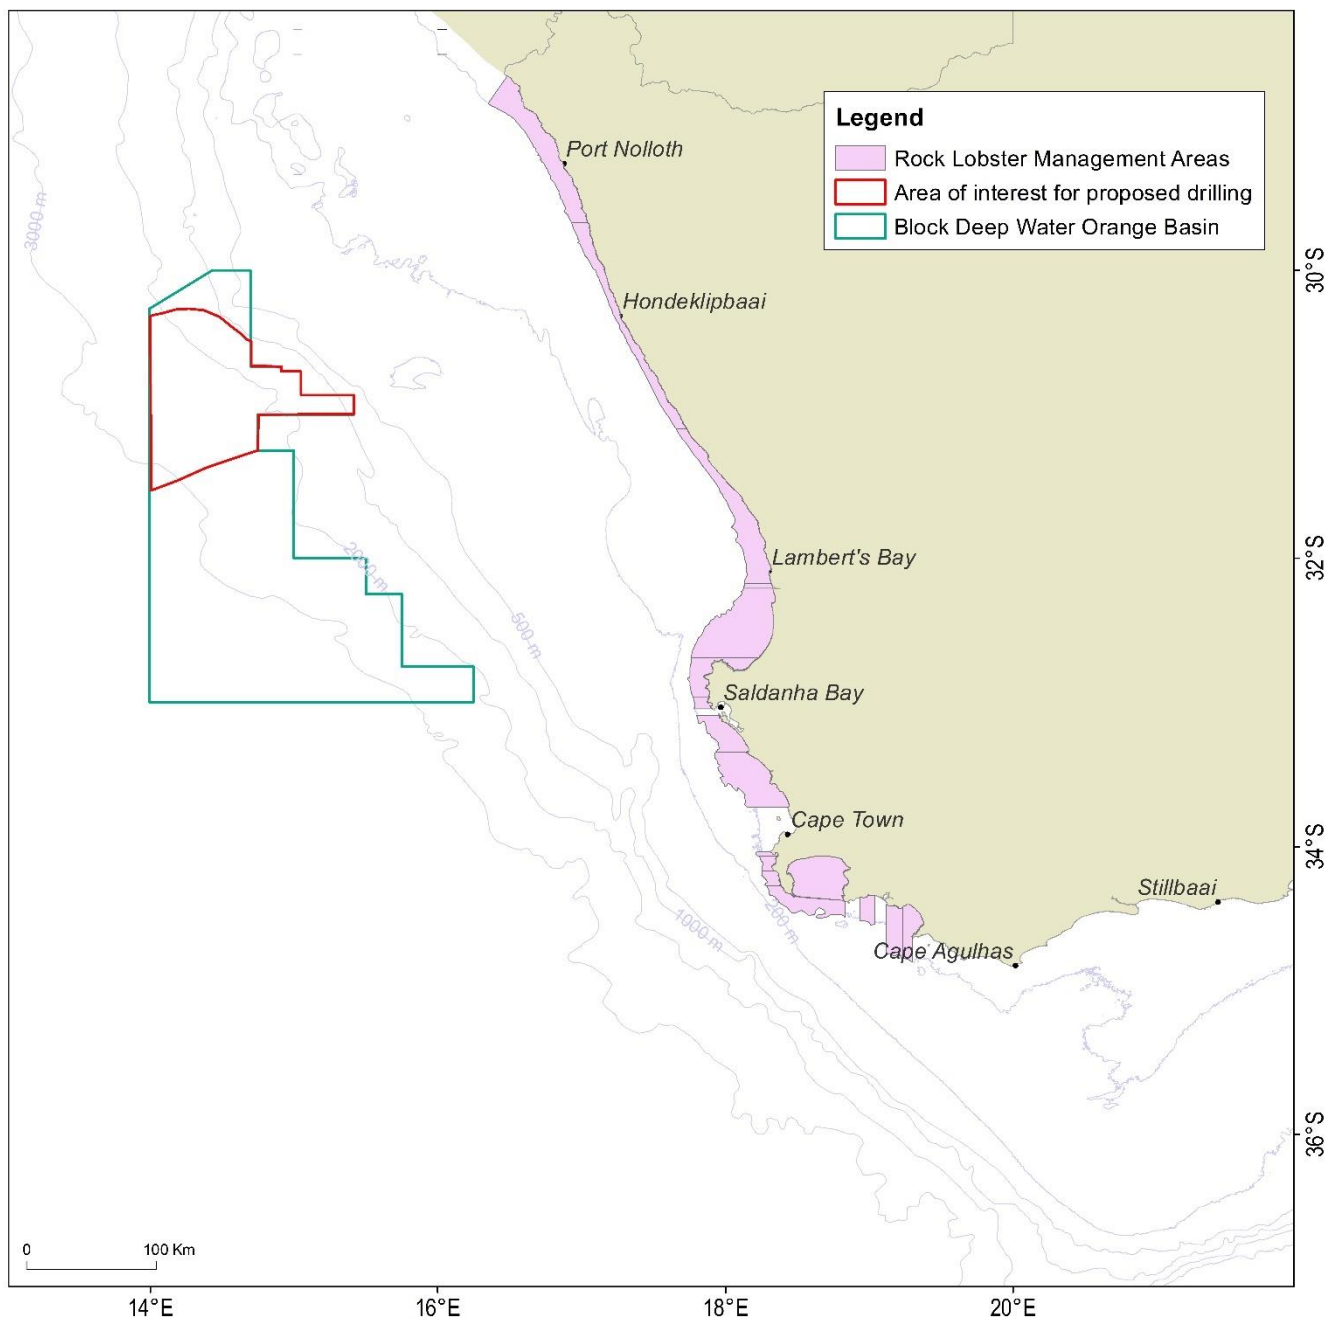 Legend
Rock Lobster Management Areas
Area of interest for proposed drilling
Block Deep Water Orange Basin
Port Nolloth
3000 m
30°S
Hondeklipbaai
Lambert's Bay
32°S
2000 m
500 m
Saldanha Bay
Cape Town
34°S
Stillbaai
1000 m
200 m
Cape Agulhas
36°S
0 100 Km
14°E 16°E 18°E 20°E